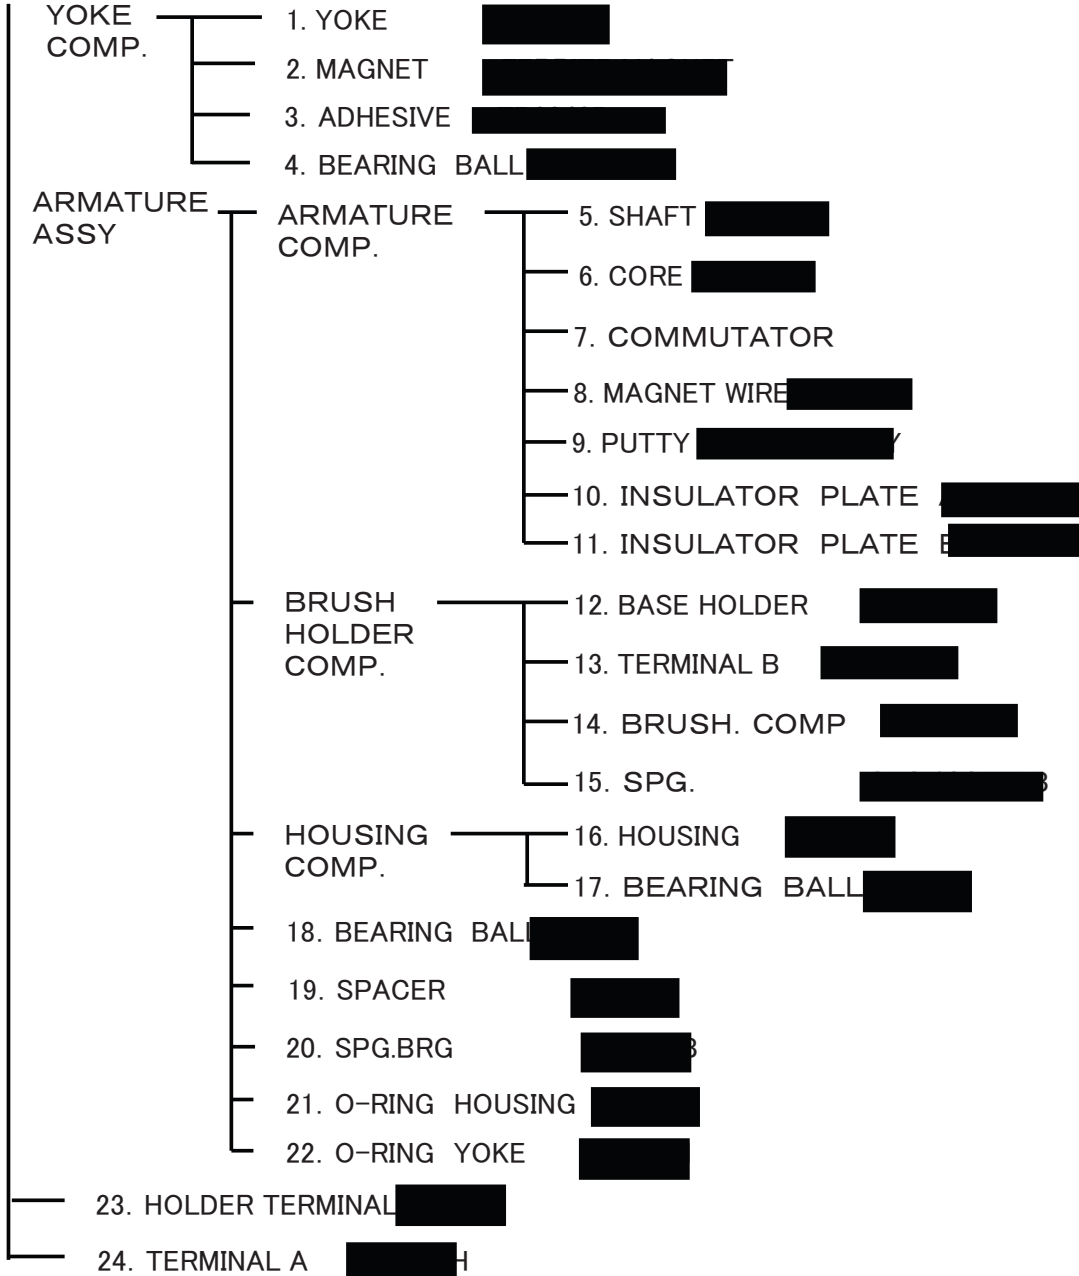 YOKE
COMP.
1. YOKE
2. MAGNET
3. ADHESIVE
4. BEARING BALL
ARMATURE
ASSY
ARMATURE
COMP.
5. SHAFT
6. CORE
7. COMMUTATOR
8. MAGNET WIRE
9. PUTTY
10. INSULATOR PLATE
11. INSULATOR PLATE
BRUSH
HOLDER
COMP.
12. BASE HOLDER
13. TERMINAL B
14. BRUSH. COMP
15. SPG.
HOUSING
COMP.
16. HOUSING
17. BEARING BALL
18. BEARING BALL
19. SPACER
20. SPG.BRG
21. O-RING HOUSING
22. O-RING YOKE
23. HOLDER TERMINAL
24. TERMINAL A